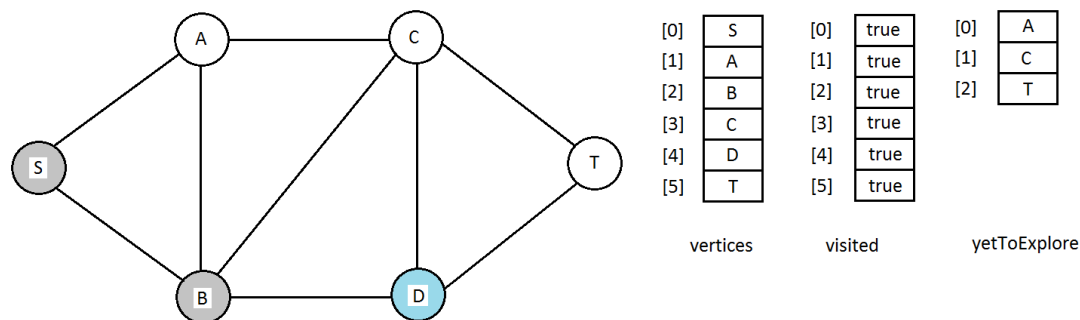 A
C
S
T
B
D
[0] S
[1] A
[2] B
[3] C
[4] D
[5] T
vertices
[0] true
[1] true
[2] true
[3] true
[4] true
[5] true
visited
[0] A
[1] C
[2] T
yetToExplore